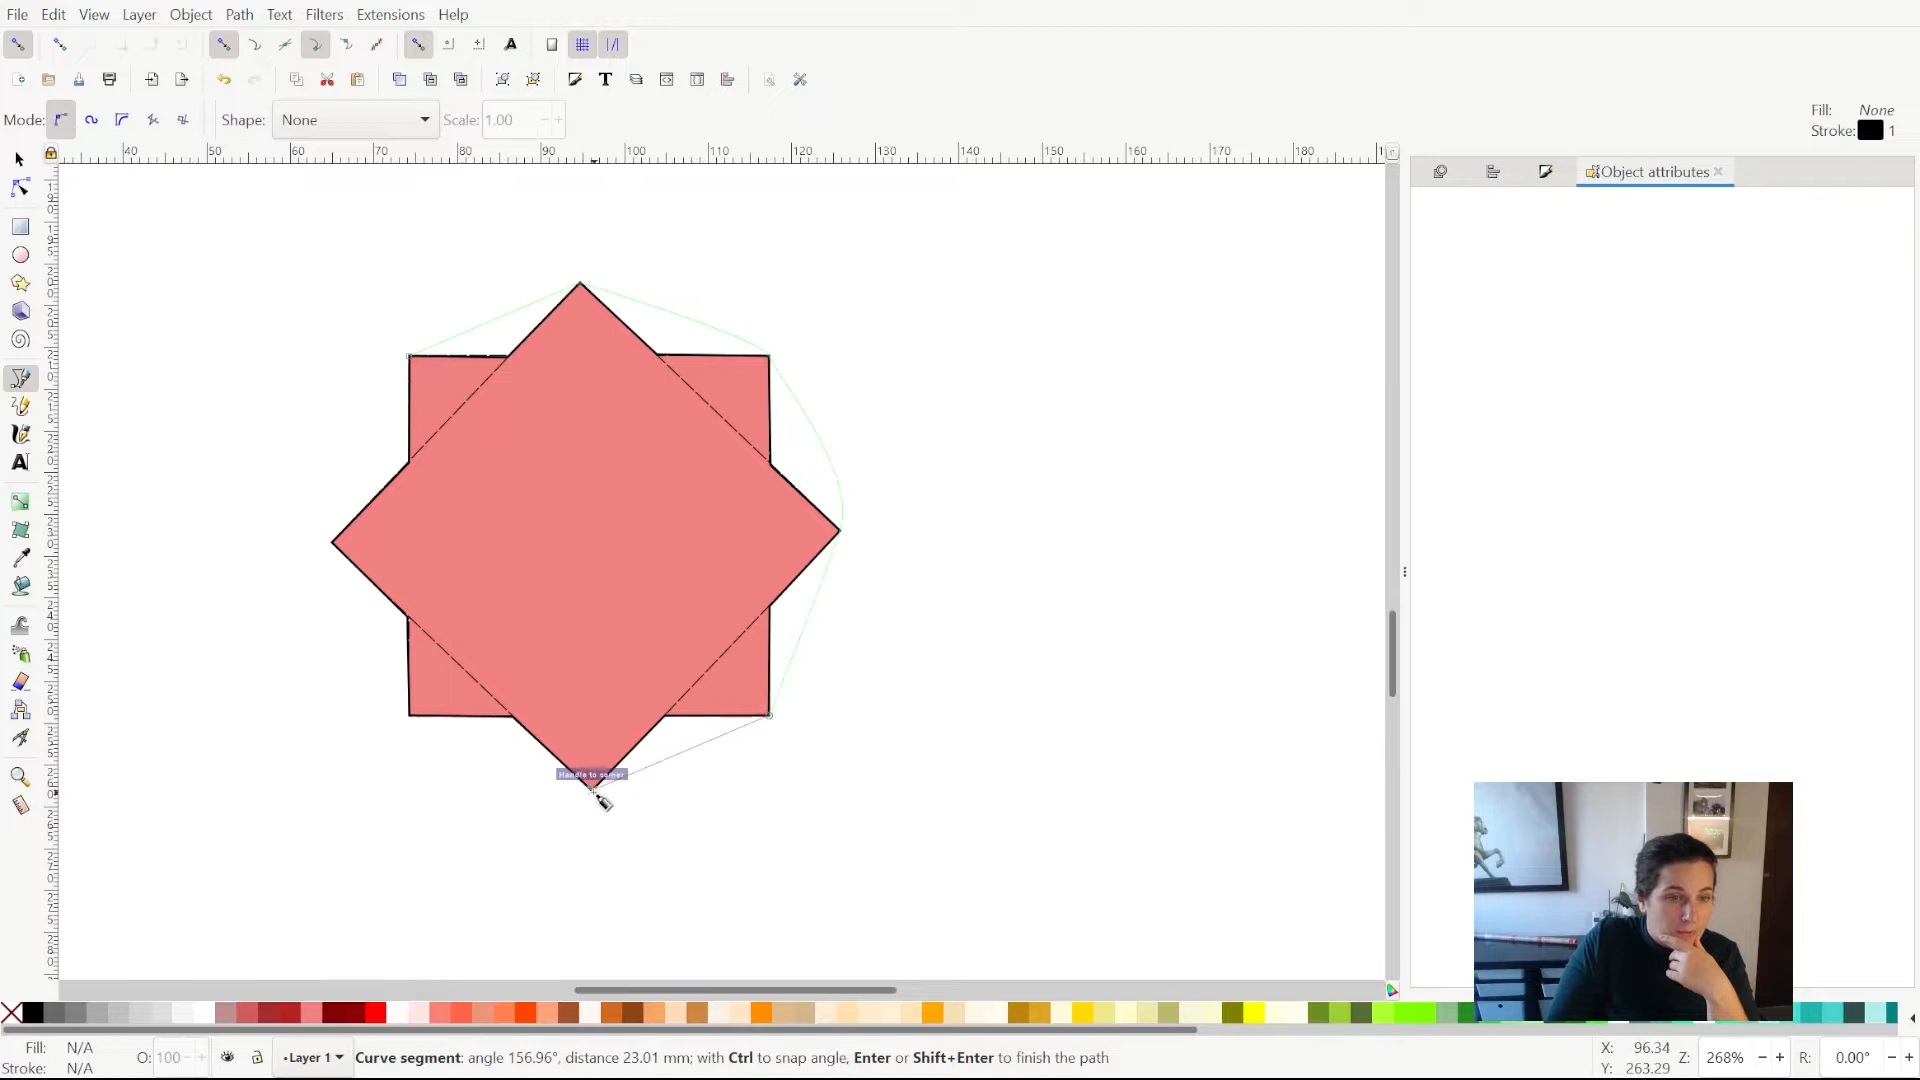 File Edit View Layer Object Path Text Filters Extensions Help
Mode: Shape: None Scale: 1.00
Fill: None
Stroke: 1
40 50 60 70 80 90 100 110 120 130 140 150 160 170 180
Object attributes
Handle to corner
Fill: N/A
Stroke: N/A
O: 100
Layer 1
Curve segment: angle 156.96°, distance 23.01 mm; with Ctrl to snap angle, Enter or Shift+Enter to finish the path
X: 96.34
Y: 263.29
Z: 268%
R: 0.00°